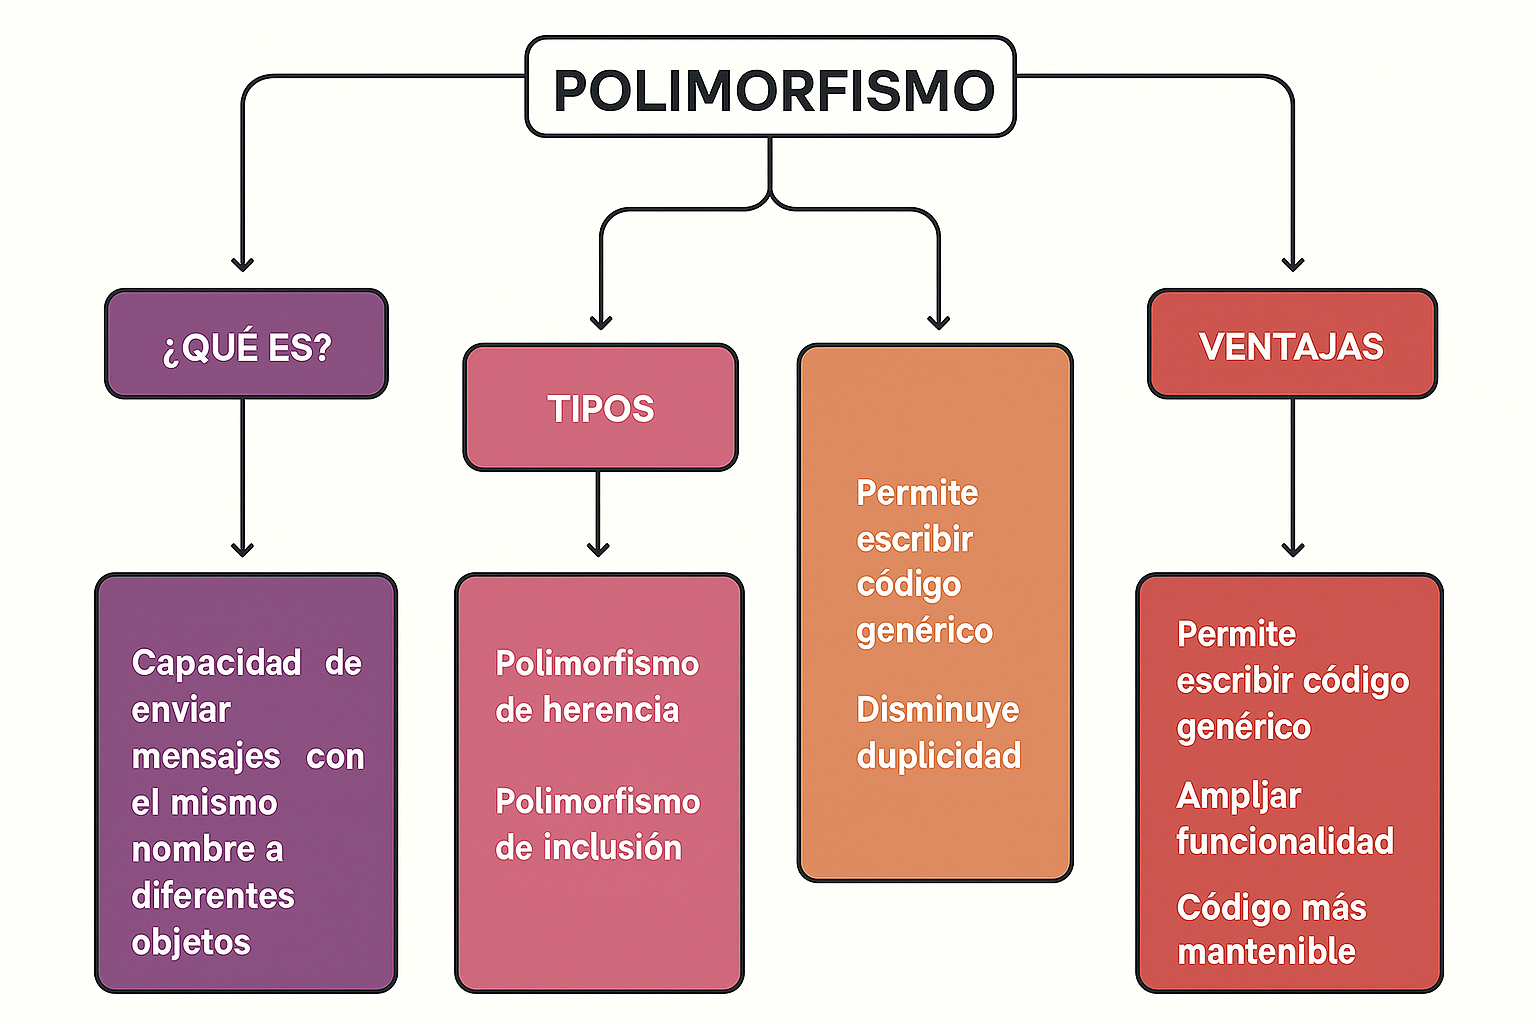 POLIMORFISMO
¿QUÉ ES?
Capacidad de
enviar
mensajes con
el mismo
nombre a
diferentes
objetos
TIPOS
Polimorfismo
de herencia
Polimorfismo
de inclusión
Permite
escribir
código
genérico
Disminuye
duplicidad
VENTAJAS
Permite
escribir código
genérico
Ampljar
funcionalidad
Código más
mantenible